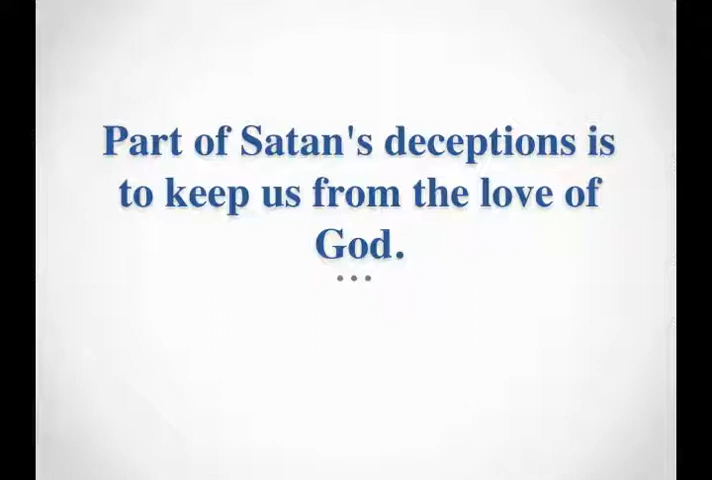 Part of Satan's deceptions is
to keep us from the love of
God.